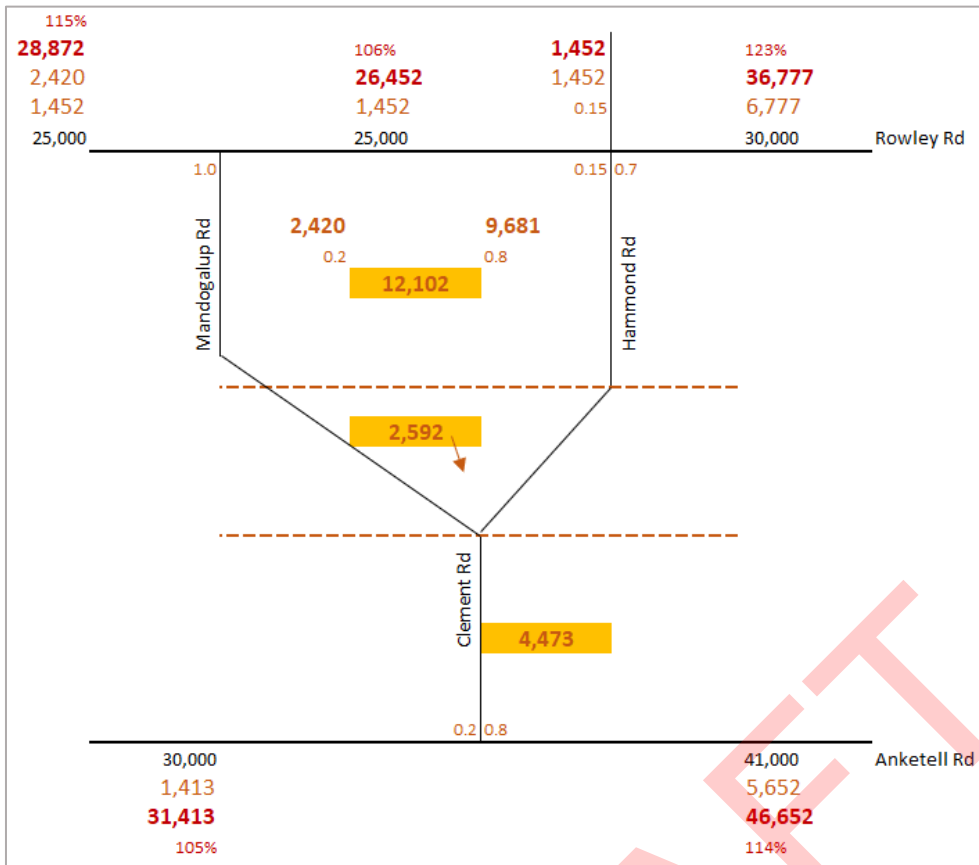 115%
28,872 106% 1,452 123%
2,420 26,452 1,452 36,777
1,452 1,452 0.15 6,777
25,000 25,000 30,000 Rowley Rd
1.0 0.15 0.7
Mandogalup Rd
2,420 9,681
0.2 0.8
12,102
Hammond Rd
2,592
Clement Rd
4,473
0.2 0.8
30,000 41,000 Anketell Rd
1,413 5,652
31,413 46,652
105% 114%